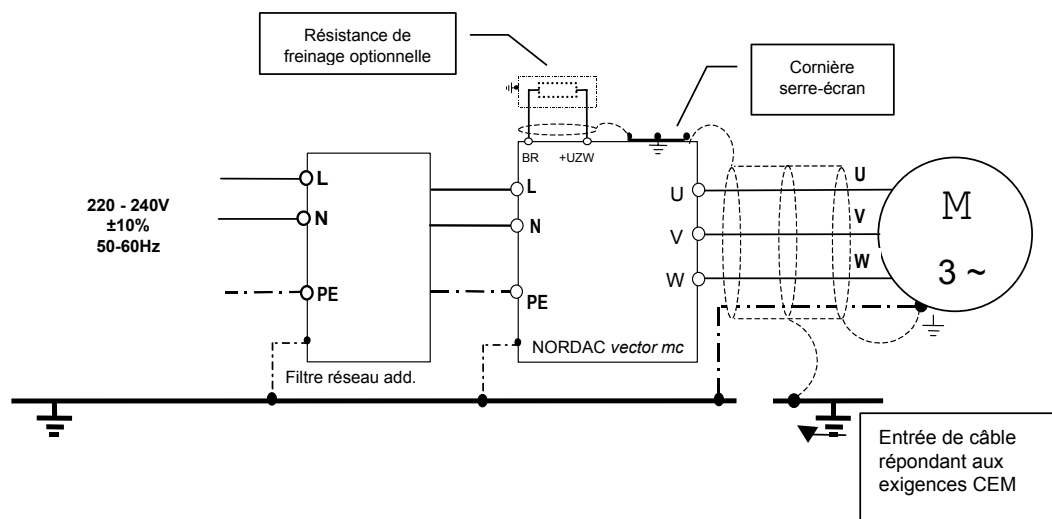 Résistance de
freinage optionnelle
Cornière
serre-écran
BR
+UZW
220 - 240V
±10%
50-60Hz
L
N
PE
L
N
PE
U
V
W
U
V
W
M
3 ~
Filtre réseau add.
NORDAC vector mc
Entrée de câble
répondant aux
exigences CEM